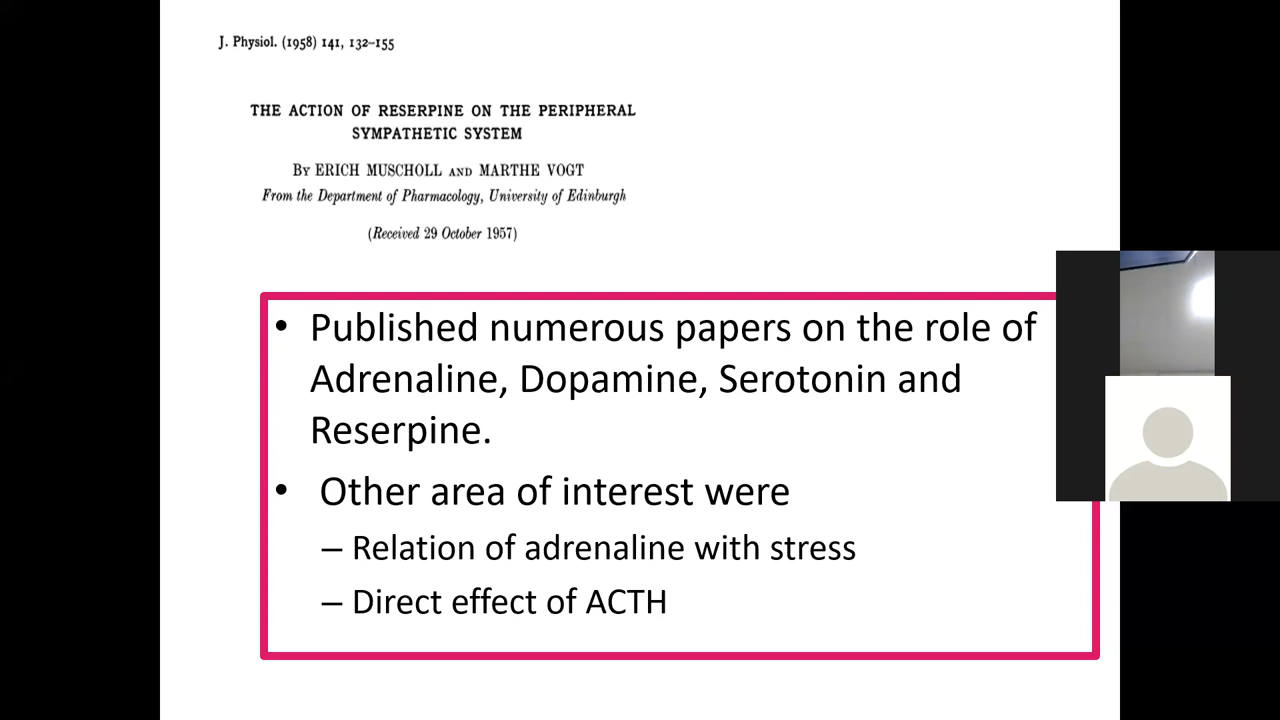 J. Physiol. (1958) 141, 132–155
THE ACTION OF RESERPINE ON THE PERIPHERAL
SYMPATHETIC SYSTEM
By ERICH MUSCHOLL AND MARTHE VOGT
From the Department of Pharmacology, University of Edinburgh
(Received 29 October 1957)
• Published numerous papers on the role of
Adrenaline, Dopamine, Serotonin and
Reserpine.
• Other area of interest were
– Relation of adrenaline with stress
– Direct effect of ACTH